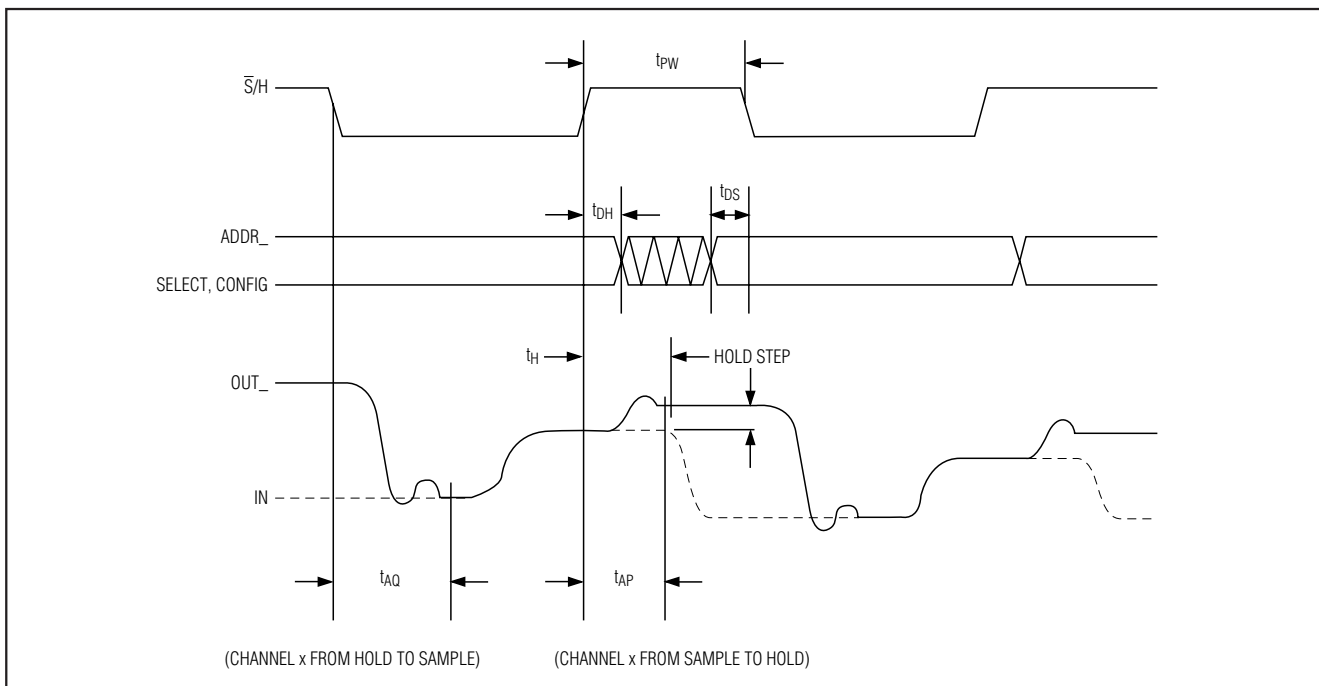 tPW
S̅/H
tDS
tDH
ADDR_
SELECT, CONFIG
tH
HOLD STEP
OUT_
IN
tAQ
tAP
(CHANNEL x FROM HOLD TO SAMPLE)
(CHANNEL x FROM SAMPLE TO HOLD)